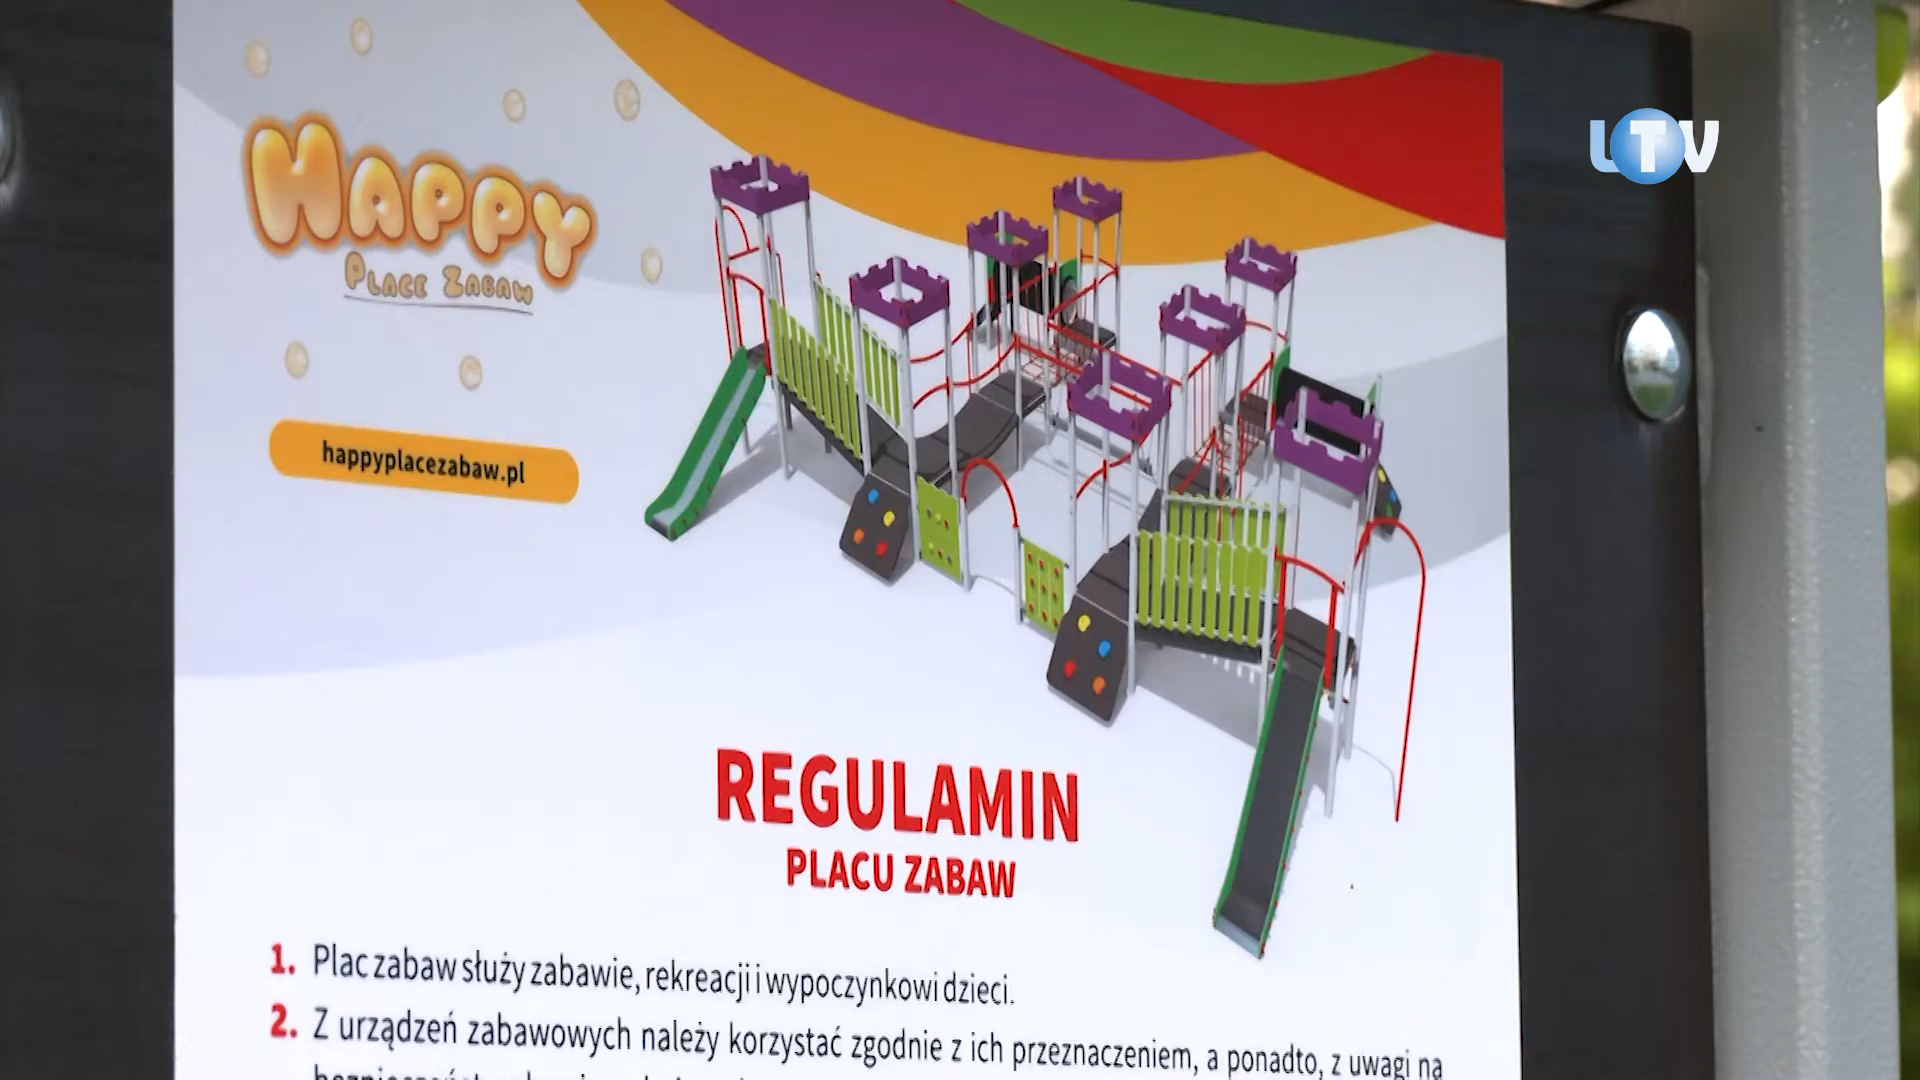 LTV
HAPPY
PLACE ZABAW
happyplacezabaw.pl
REGULAMIN
PLACU ZABAW
1. Plac zabaw służy zabawie, rekreacji i wypoczynkowi dzieci.
2. Z urządzeń zabawowych należy korzystać zgodnie z ich przeznaczeniem, a ponadto, z uwagi na